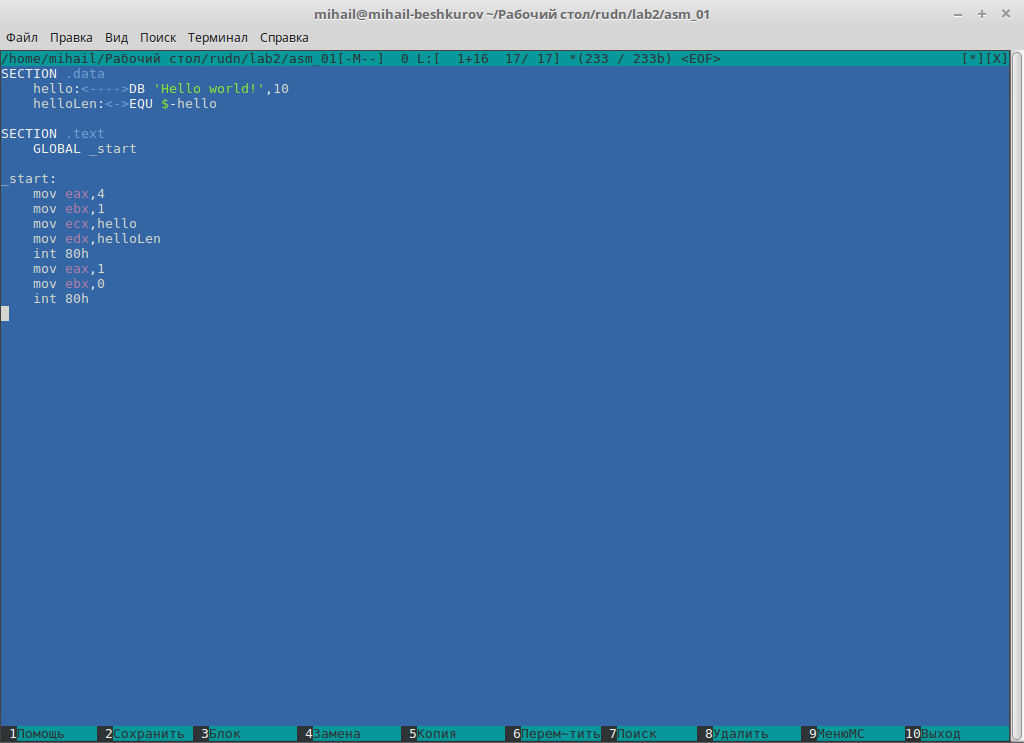 mihail@mihail-beshkurov ~/Рабочий стол/rudn/lab2/asm_01
Файл Правка Вид Поиск Терминал Справка
/home/mihail/Рабочий стол/rudn/lab2/asm_01[-M--]  0 L:[  1+16  17/ 17] *(233 / 233b) <EOF> [*][X]
SECTION .data
    hello:<---->DB 'Hello world!',10
    helloLen:<->EQU $-hello
SECTION .text
    GLOBAL _start
_start:
    mov eax,4
    mov ebx,1
    mov ecx,hello
    mov edx,helloLen
    int 80h
    mov eax,1
    mov ebx,0
    int 80h
1Помощь 2Сохранить 3Блок 4Замена 5Копия 6Перем~тить 7Поиск 8Удалить 9МенюМС 10Выход